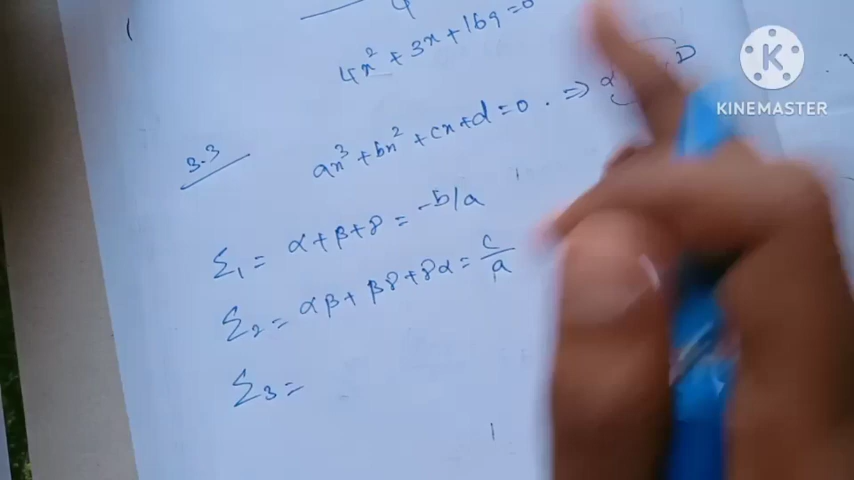 4x² + 3x + 169 = 0
3.3
ax³ + bx² + cx + d = 0. ⇒ α
Σ₁ = α + β + γ = -b/a
Σ₂ = αβ + βγ + γα = c/a
Σ₃ =
K
KINEMASTER